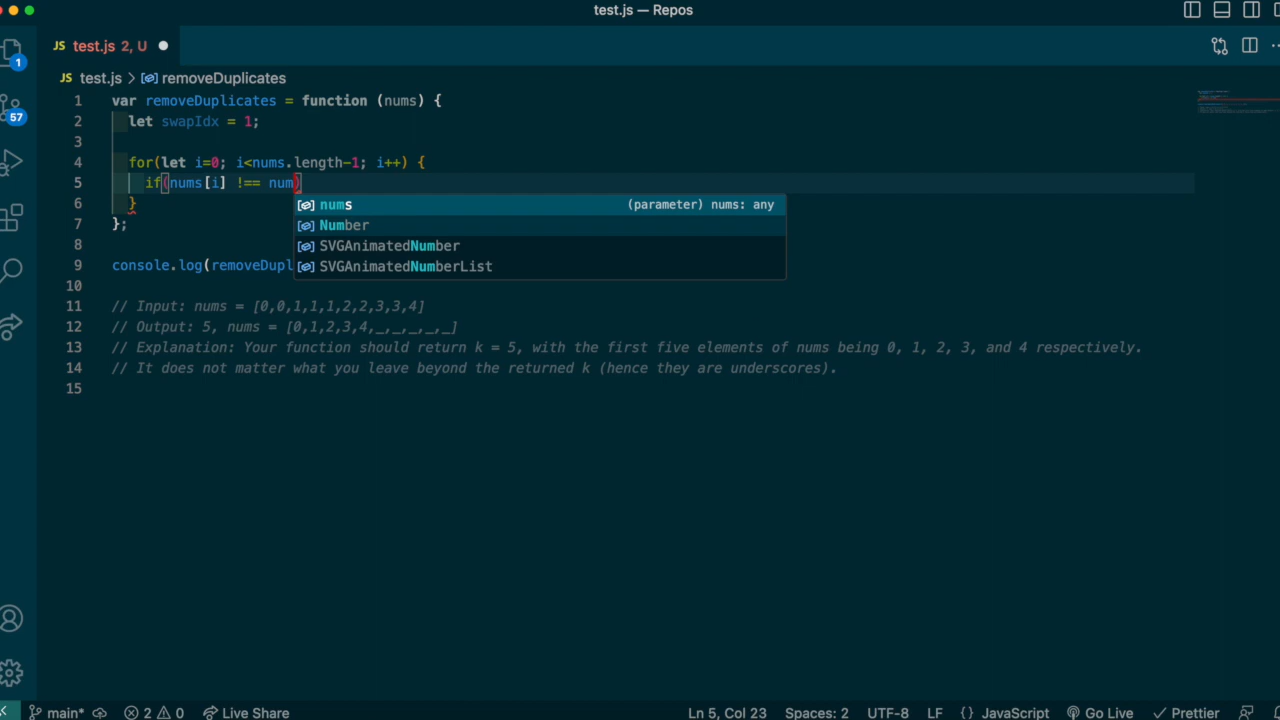 test.js — Repos
JS test.js 2, U
JS test.js > removeDuplicates
1 var removeDuplicates = function (nums) {
2 let swapIdx = 1;
3
4 for(let i=0; i<nums.length-1; i++) {
5 if(nums[i] !== num)
nums (parameter) nums: any
6 }
Number
7 };
SVGAnimatedNumber
8
9 console.log(removeDupl
SVGAnimatedNumberList
10
11 // Input: nums = [0,0,1,1,1,2,2,3,3,4]
12 // Output: 5, nums = [0,1,2,3,4,_,_,_,_,_]
13 // Explanation: Your function should return k = 5, with the first five elements of nums being 0, 1, 2, 3, and 4 respectively.
14 // It does not matter what you leave beyond the returned k (hence they are underscores).
15
1
57
main* 2 0 Live Share Ln 5, Col 23 Spaces: 2 UTF-8 LF {} JavaScript Go Live Prettier